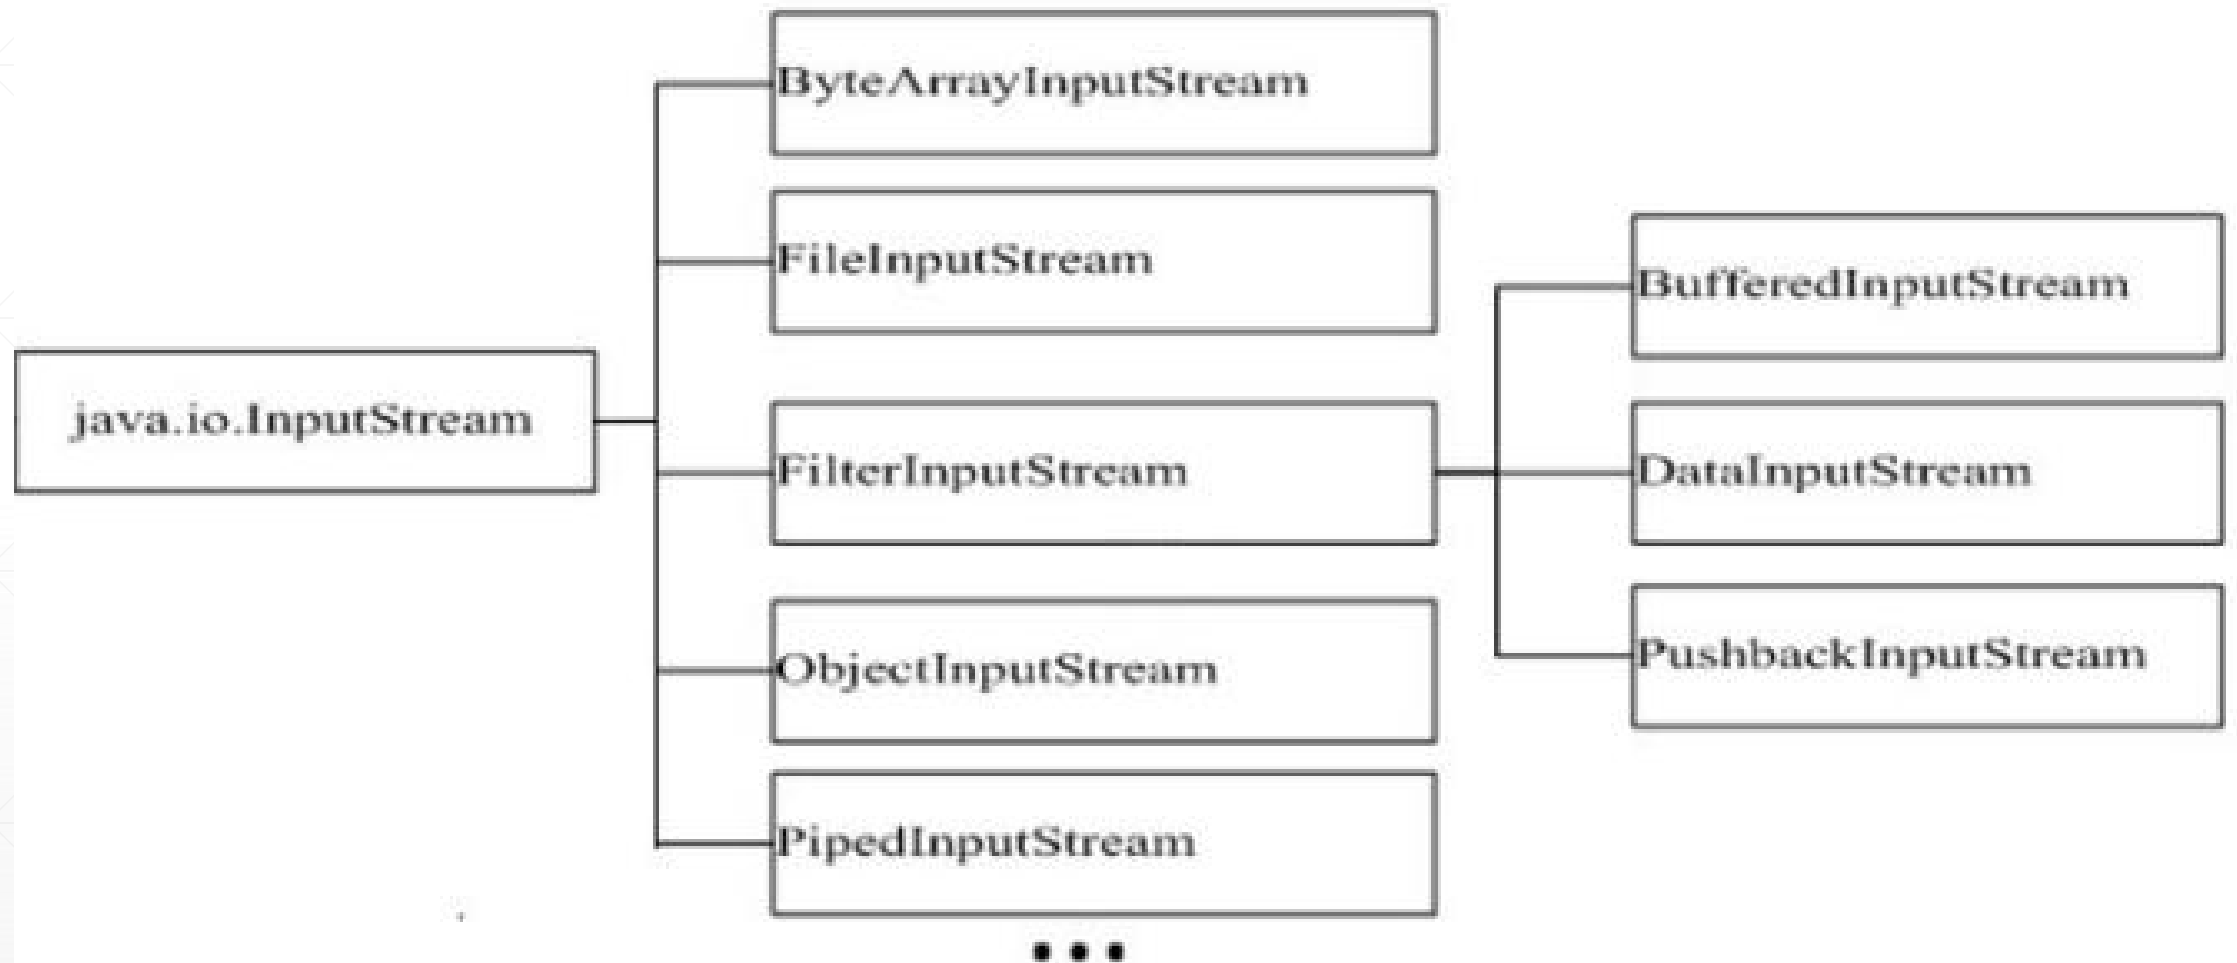 ByteArrayInputStream
FileInputStream
BufferedInputStream
java.io.InputStream
FilterInputStream
DataInputStream
ObjectInputStream
PushbackInputStream
PipedInputStream
•••